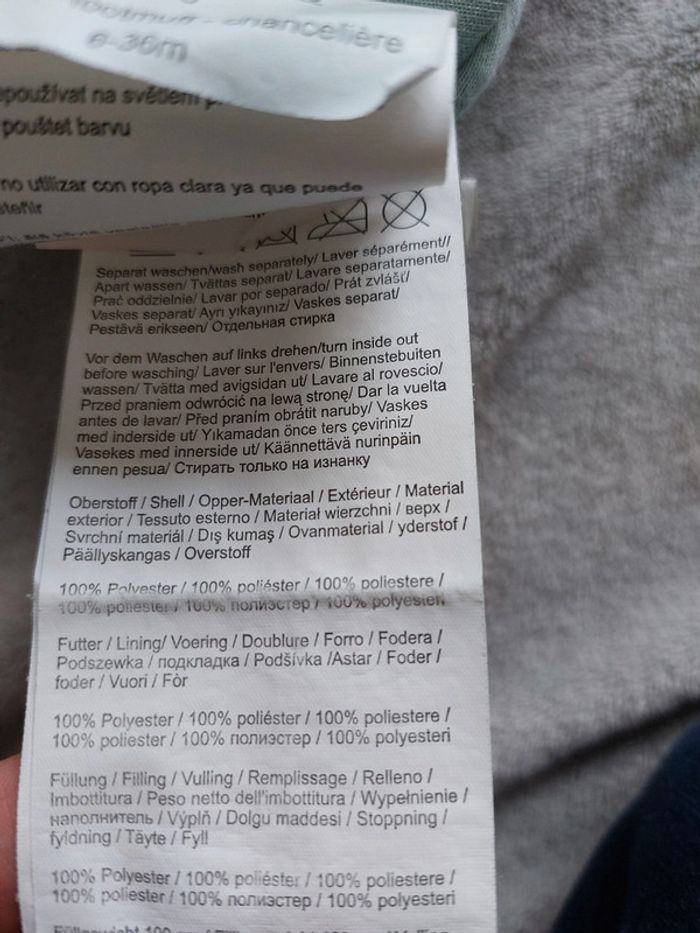 footmuff - chancelière
6-36m
používat na světlem
pouštět barvu
no utilizar con ropa clara ya que puede
Separat waschen/wash separately/ Laver séparément//
Apart wassen/ Tvättas separat/ Lavare separatamente/
Prać oddzielnie/ Lavar por separado/ Prát zvlášť/
Vaskes separat/ Ayrı yıkayınız/ Vaskes separat/
Pestävä erikseen/ Отдельная стирка
Vor dem Waschen auf links drehen/turn inside out
before wasching/ Laver sur l'envers/ Binnenstebuiten
wassen/ Tvätta med avigsidan ut/ Lavare al rovescio/
Przed praniem odwrócić na lewą stronę/ Dar la vuelta
antes de lavar/ Před praním obrátit naruby/ Vaskes
med inderside ut/ Yıkamadan önce ters çeviriniz/
Vasekes med innerside ut/ Käännettävä nurinpäin
ennen pesua/ Стирать только на изнанку
Oberstoff / Shell / Opper-Materiaal / Extérieur / Material
exterior / Tessuto esterno / Materiał wierzchni / верх /
Svrchní materiál / Dış kumaş / Ovanmaterial / yderstof /
Päällyskangas / Overstoff
100% Polyester / 100% poliéster / 100% poliestere /
100% poliester / 100% полиэстер / 100% polyesteri
Futter / Lining/ Voering / Doublure / Forro / Fodera /
Podszewka / подкладка / Podšívka /Astar / Foder /
foder / Vuori / Fòr
100% Polyester / 100% poliéster / 100% poliestere /
100% poliester / 100% полиэстер / 100% polyesteri
Füllung / Filling / Vulling / Remplissage / Relleno /
Imbottitura / Peso netto dell'imbottitura / Wypełnienie /
наполнитель / Výplň / Dolgu maddesi / Stoppning /
fyldning / Täyte / Fyll
100% Polyester / 100% poliéster / 100% poliestere /
100% poliester / 100% полиэстер / 100% polyesteri